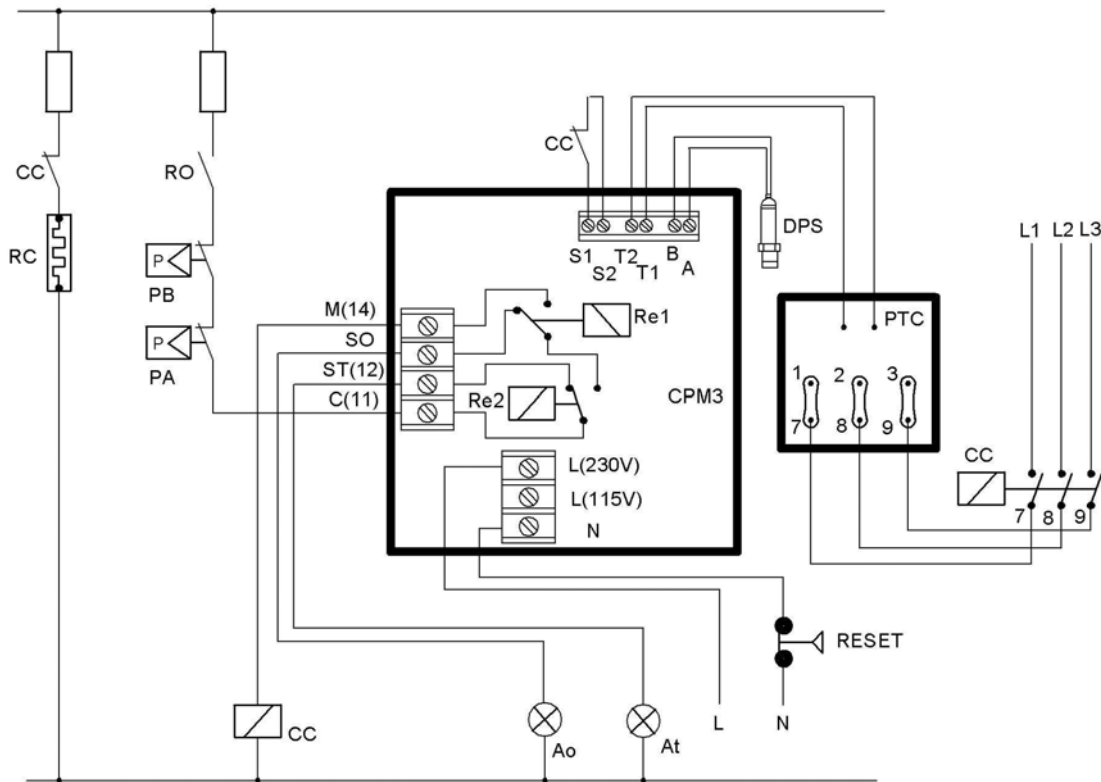 CC
RO
RC
P
PB
P
PA
CC
S1
S2
T2
T1
B
A
DPS
M(14)
SO
ST(12)
C(11)
Re1
Re2
CPM3
L(230V)
L(115V)
N
L1 L2 L3
PTC
1 2 3
7 8 9
CC
7 8 9
RESET
CC
Ao
At
L
N